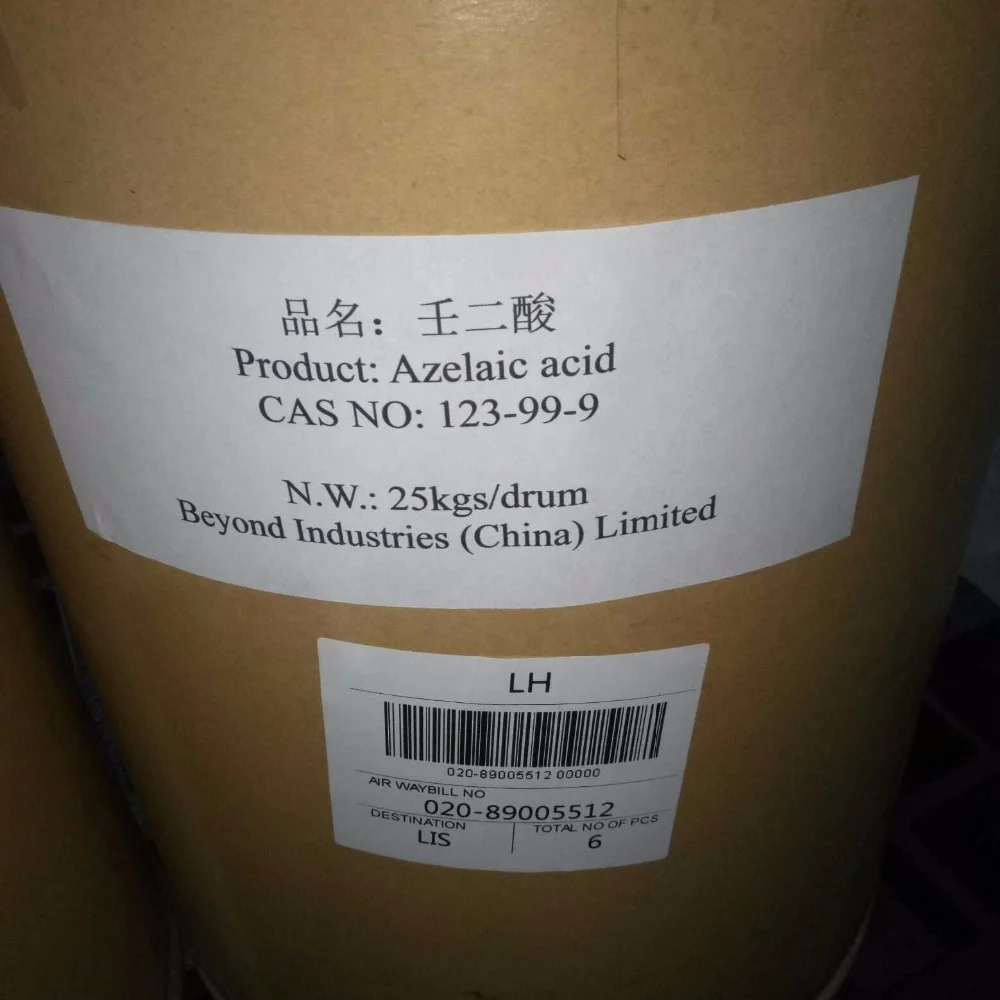 品名：壬二酸
Product: Azelaic acid
CAS NO: 123-99-9
N.W.: 25kgs/drum
Beyond Industries (China) Limited
LH
020-89005512 00000
AIR WAYBILL NO
020-89005512
DESTINATION
LIS
TOTAL NO OF PCS
6